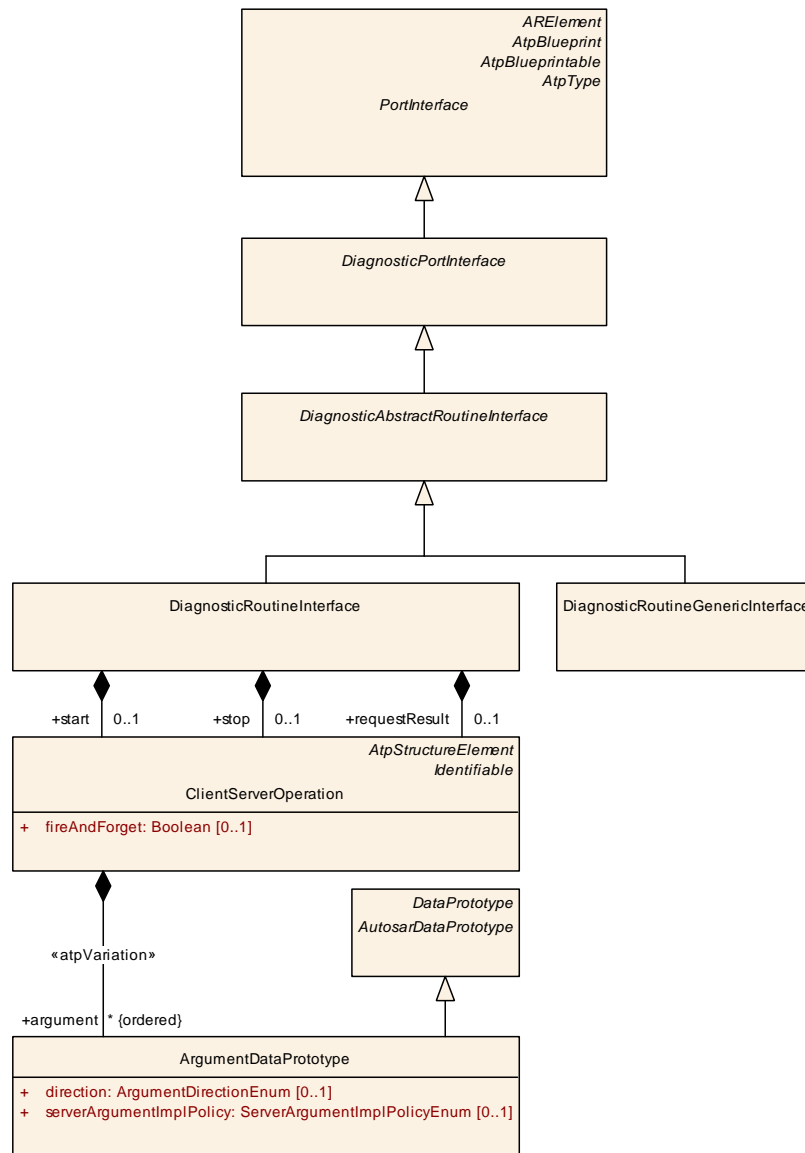 ARElement
AtpBlueprint
AtpBlueprintable
AtpType
PortInterface
DiagnosticPortInterface
DiagnosticAbstractRoutineInterface
DiagnosticRoutineInterface
DiagnosticRoutineGenericInterface
+start 0..1 +stop 0..1 +requestResult 0..1
AtpStructureElement
Identifiable
ClientServerOperation
+ fireAndForget: Boolean [0..1]
DataPrototype
AutosarDataPrototype
«atpVariation»
+argument * {ordered}
ArgumentDataPrototype
+ direction: ArgumentDirectionEnum [0..1]
+ serverArgumentImplPolicy: ServerArgumentImplPolicyEnum [0..1]